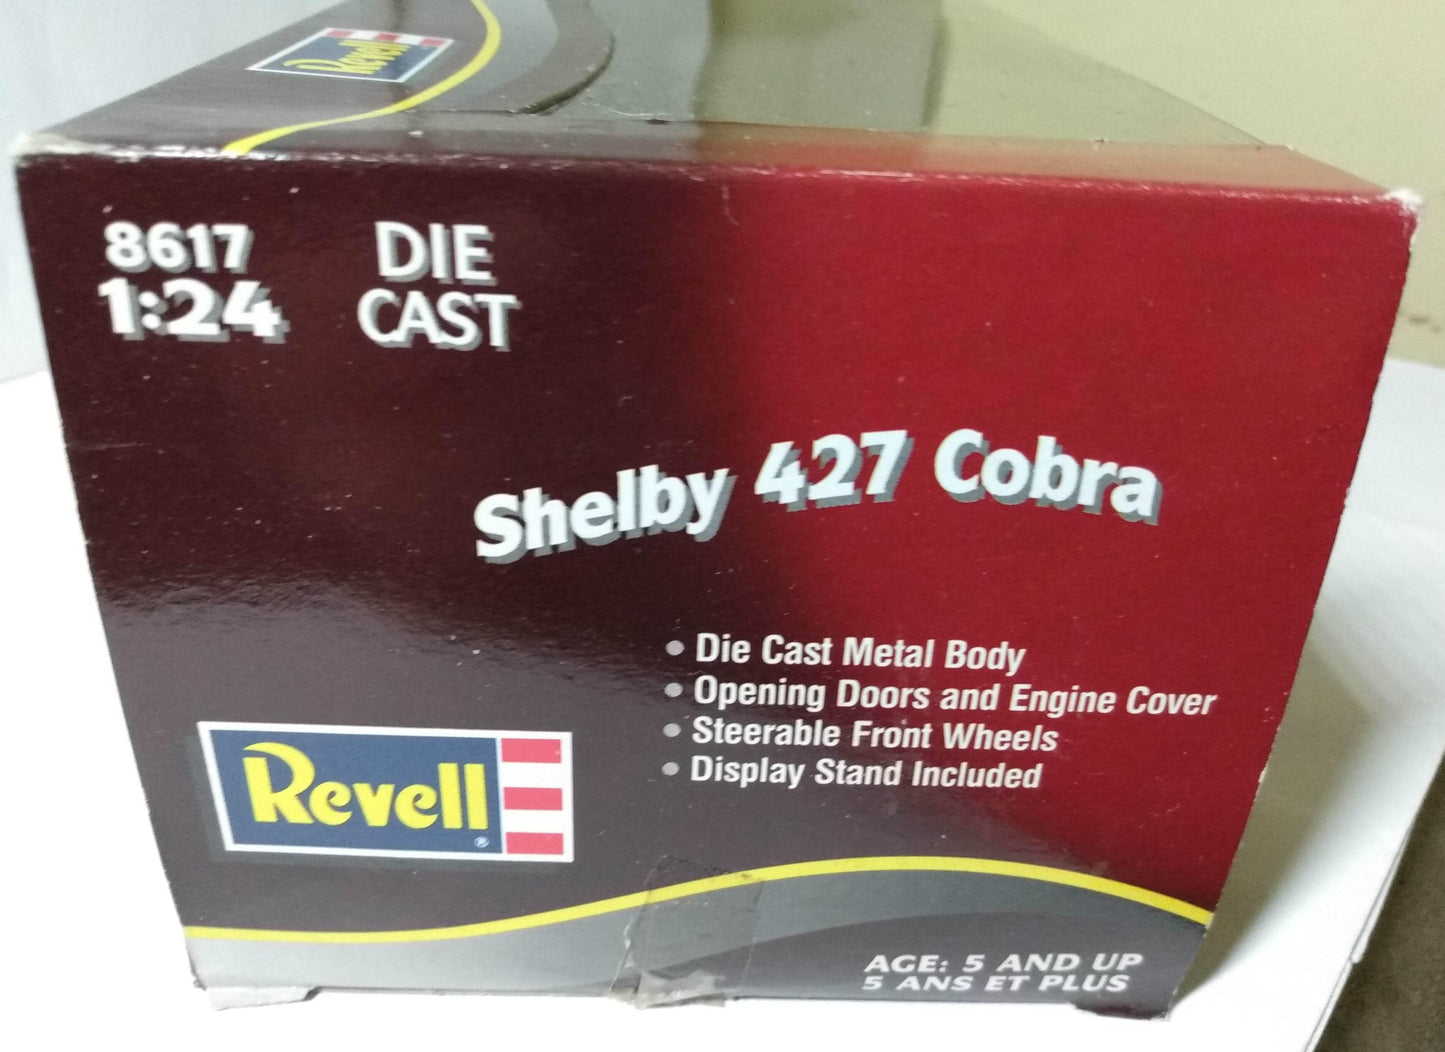 Revell
8617
1:24
DIE
CAST
Shelby 427 Cobra
• Die Cast Metal Body
• Opening Doors and Engine Cover
• Steerable Front Wheels
• Display Stand Included
Revell®
AGE: 5 AND UP
5 ANS ET PLUS